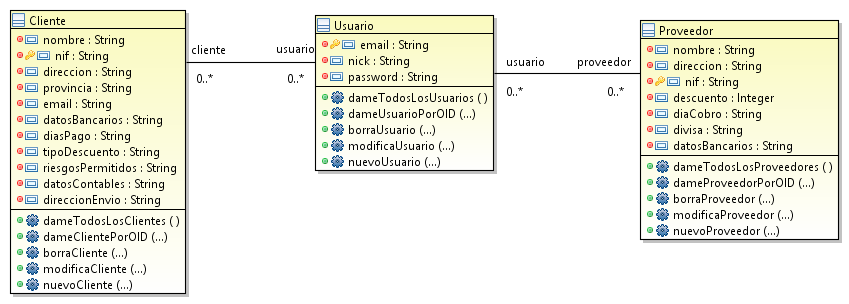 Cliente
nombre : String
nif : String
direccion : String
provincia : String
email : String
datosBancarios : String
diasPago : String
tipoDescuento : String
riesgosPermitidos : String
datosContables : String
direccionEnvio : String
dameTodosLosClientes ( )
dameClientePorOID (...)
borraCliente (...)
modificaCliente (...)
nuevoCliente (...)
cliente
usuario
0..*
0..*
Usuario
email : String
nick : String
password : String
dameTodosLosUsuarios ( )
dameUsuarioPorOID (...)
borraUsuario (...)
modificaUsuario (...)
nuevoUsuario (...)
usuario
proveedor
0..*
0..*
Proveedor
nombre : String
direccion : String
nif : String
descuento : Integer
diaCobro : String
divisa : String
datosBancarios : String
dameTodosLosProveedores ( )
dameProveedorPorOID (...)
borraProveedor (...)
modificaProveedor (...)
nuevoProveedor (...)